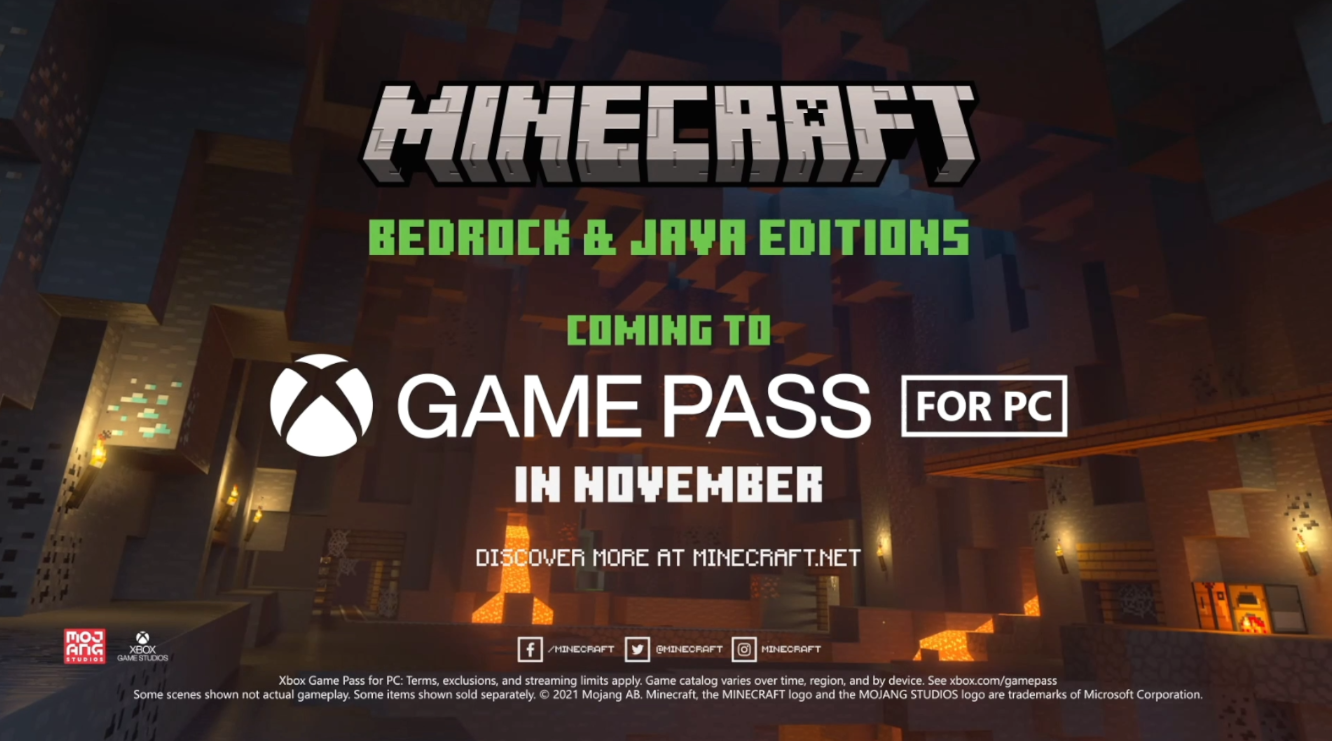 MINECRAFT
BEDROCK & JAVA EDITIONS
COMING TO
GAME PASS FOR PC
IN NOVEMBER
DISCOVER MORE AT MINECRAFT.NET
MOJANG STUDIOS
XBOX GAME STUDIOS
/MINECRAFT @MINECRAFT MINECRAFT
Xbox Game Pass for PC: Terms, exclusions, and streaming limits apply. Game catalog varies over time, region, and by device. See xbox.com/gamepass
Some scenes shown not actual gameplay. Some items shown sold separately. © 2021 Mojang AB. Minecraft, the MINECRAFT logo and the MOJANG STUDIOS logo are trademarks of Microsoft Corporation.